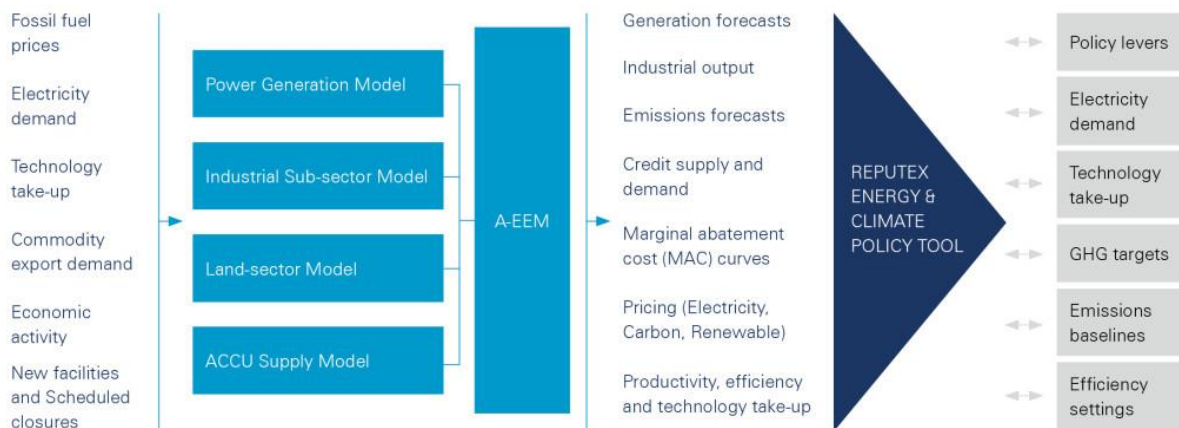 Fossil fuel
prices
Electricity
demand
Technology
take-up
Commodity
export demand
Economic
activity
New facilities
and Scheduled
closures
Power Generation Model
Industrial Sub-sector Model
Land-sector Model
ACCU Supply Model
A-EEM
Generation forecasts
Industrial output
Emissions forecasts
Credit supply and
demand
Marginal abatement
cost (MAC) curves
Pricing (Electricity,
Carbon, Renewable)
Productivity, efficiency
and technology take-up
REPUTEX
ENERGY &
CLIMATE
POLICY TOOL
Policy levers
Electricity
demand
Technology
take-up
GHG targets
Emissions
baselines
Efficiency
settings